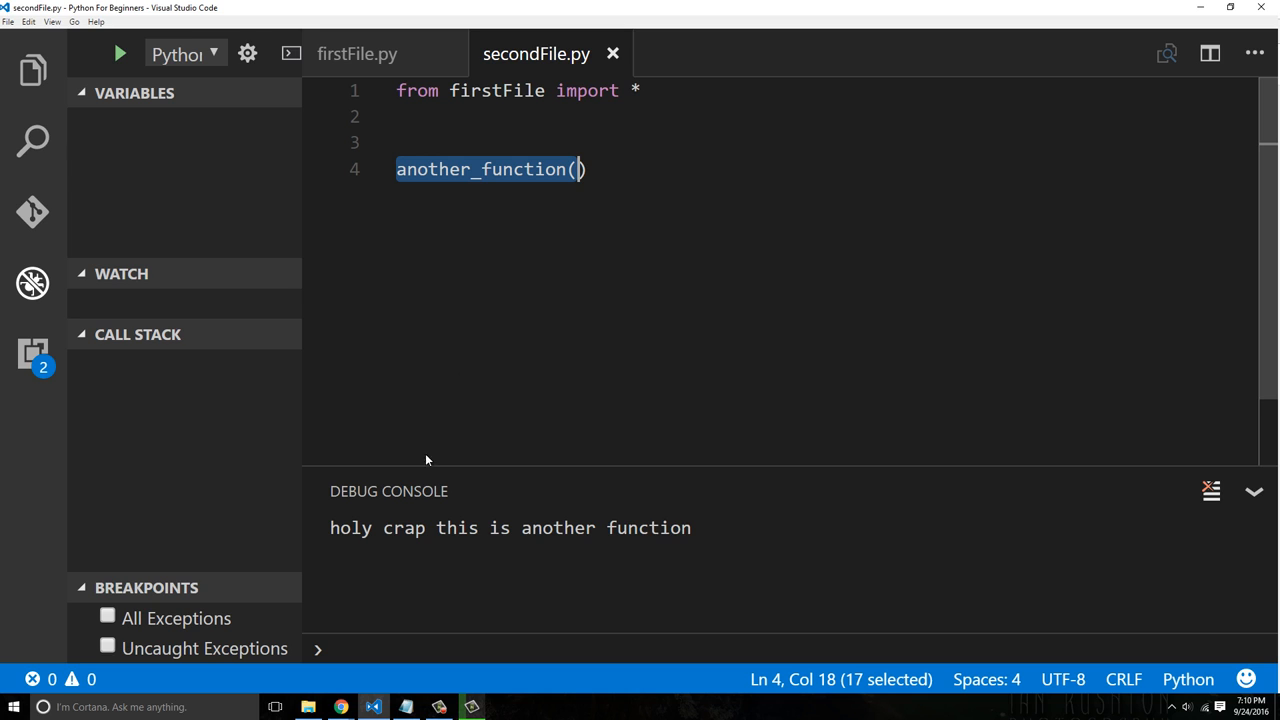 secondFile.py - Python For Beginners - Visual Studio Code
File Edit View Go Help
Python
firstFile.py
secondFile.py
VARIABLES
1 from firstFile import *
2
3
4 another_function()
WATCH
CALL STACK
2
DEBUG CONSOLE
holy crap this is another function
BREAKPOINTS
All Exceptions
Uncaught Exceptions
0 0
Ln 4, Col 18 (17 selected) Spaces: 4 UTF-8 CRLF Python
I'm Cortana. Ask me anything.
7:10 PM
9/24/2016